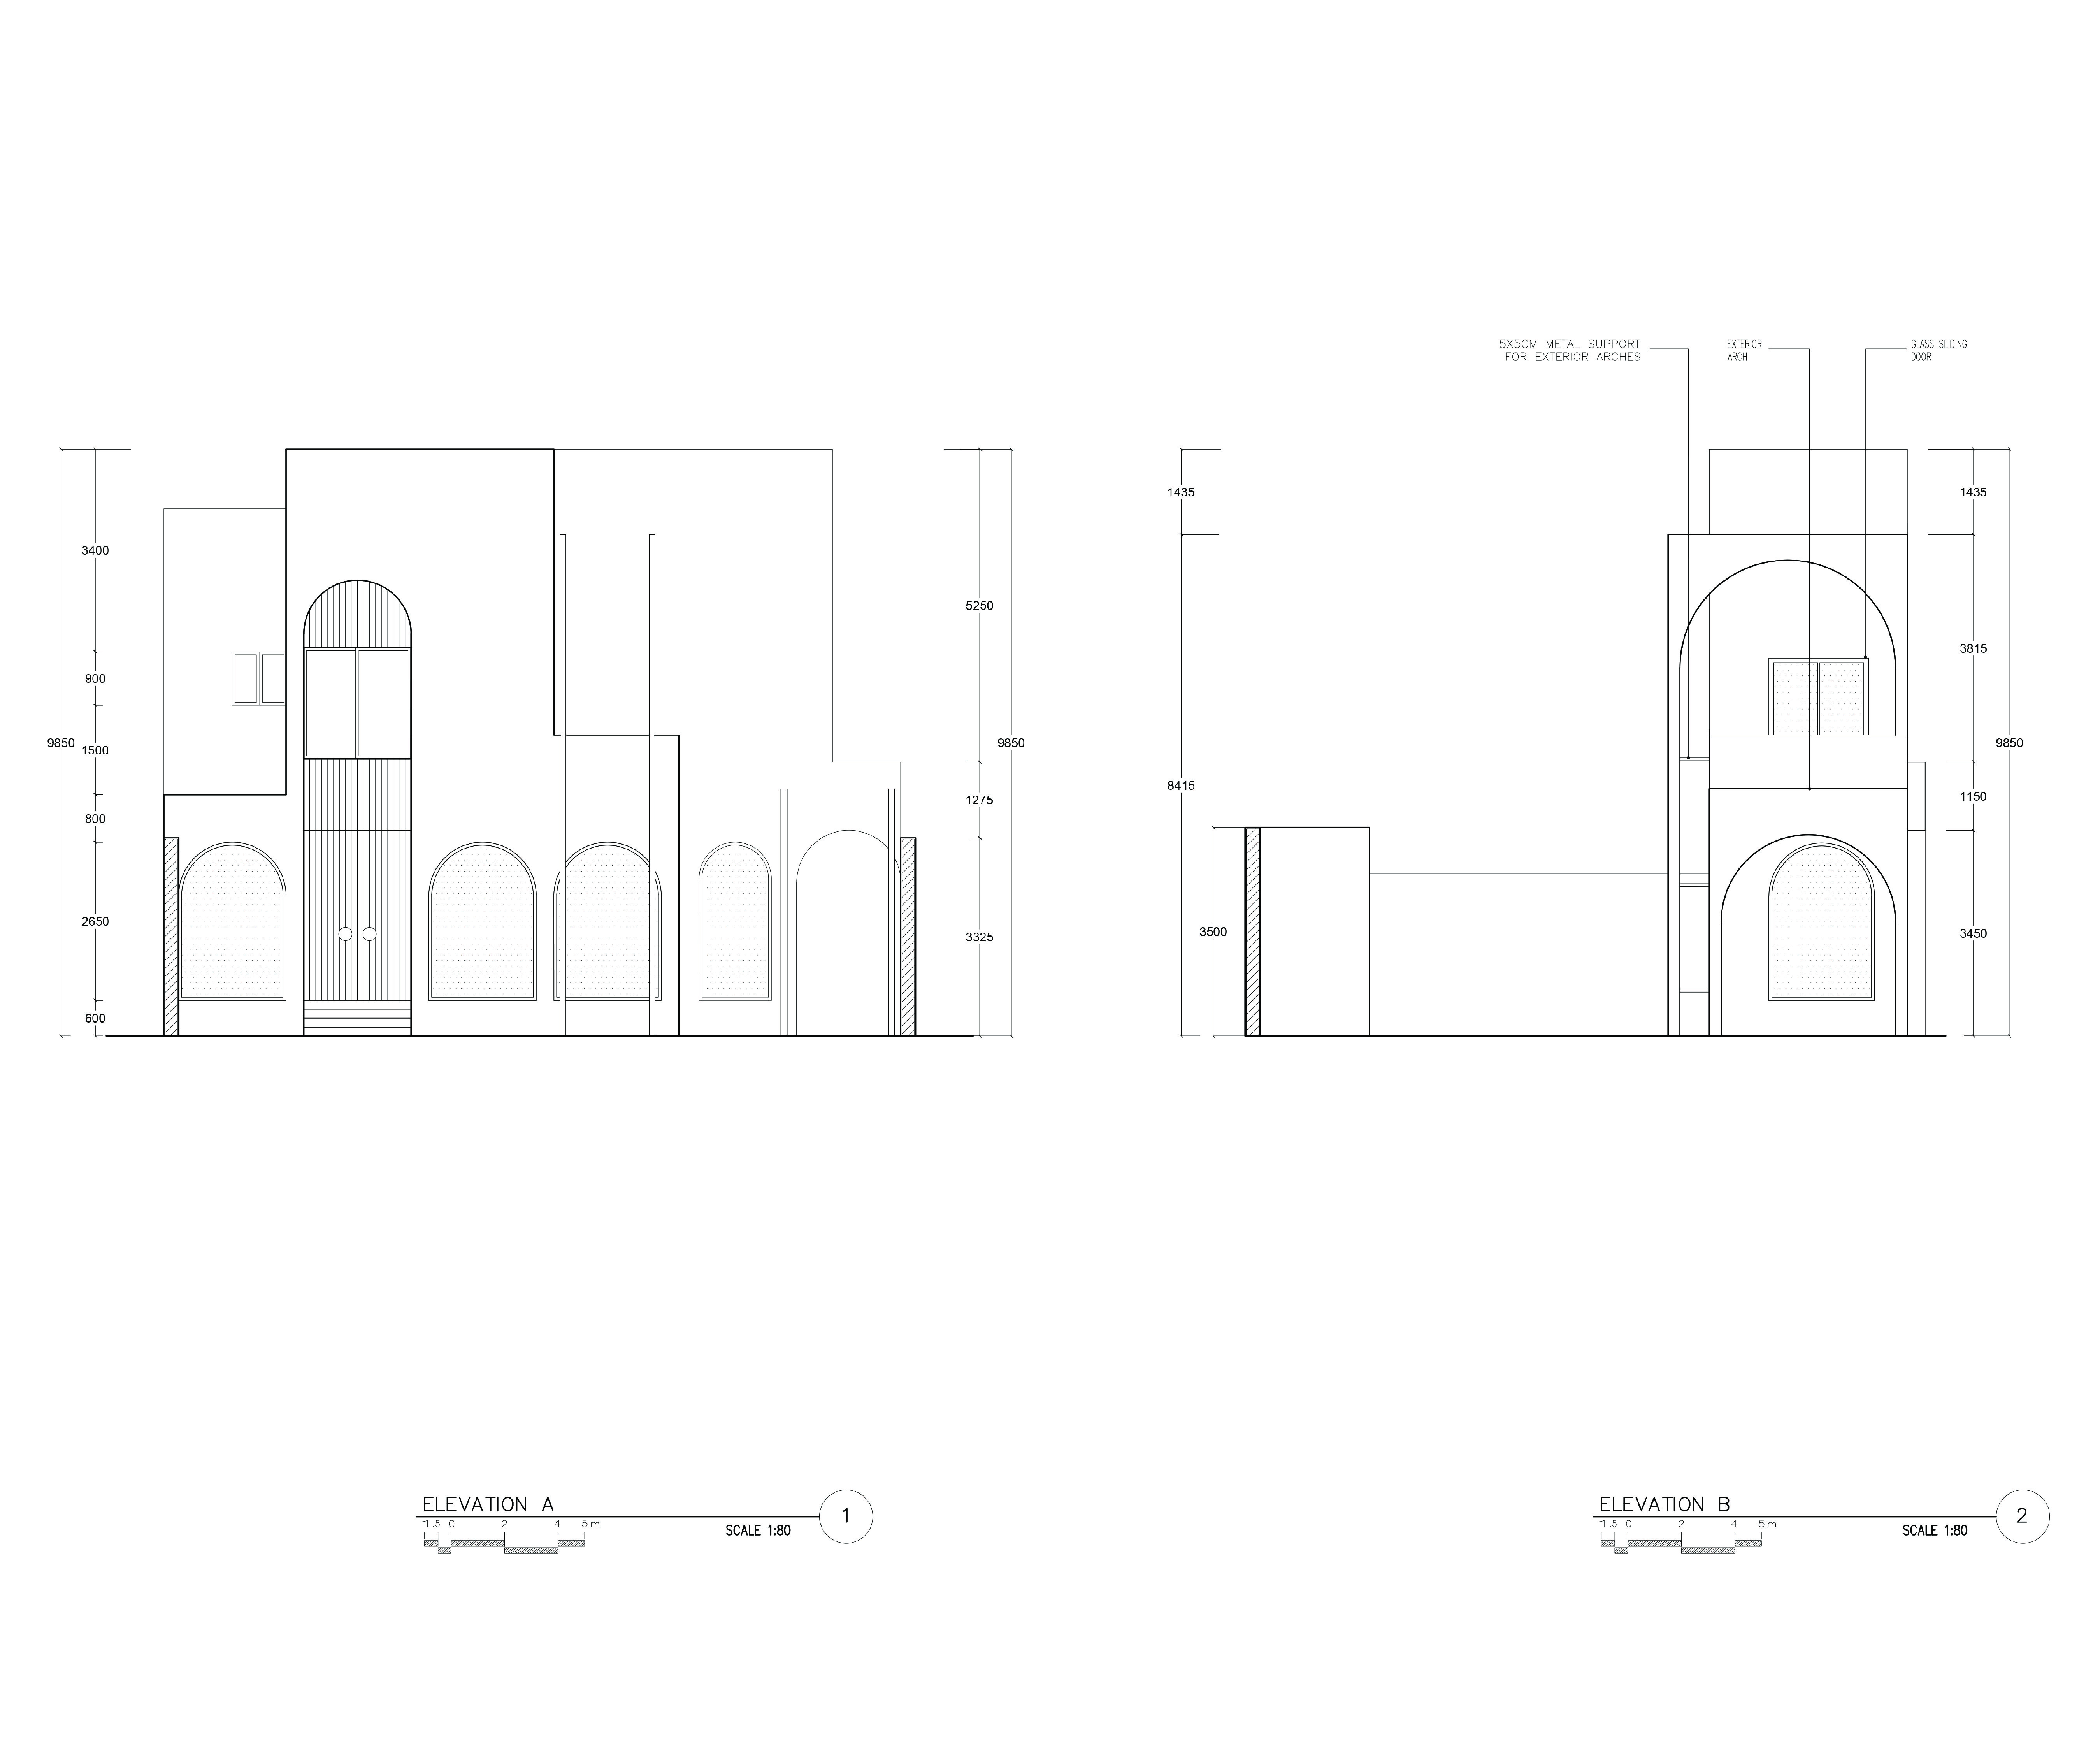 5X5CM METAL SUPPORT
FOR EXTERIOR ARCHES
EXTERIOR
ARCH
GLASS SLIDING
DOOR
3400
900
9850
1500
800
2650
600
5250
9850
1275
3325
1435
8415
3500
1435
3815
9850
1150
3450
ELEVATION A
1
1.5 0 2 4 5m
SCALE 1:80
ELEVATION B
2
1.5 0 2 4 5m
SCALE 1:80